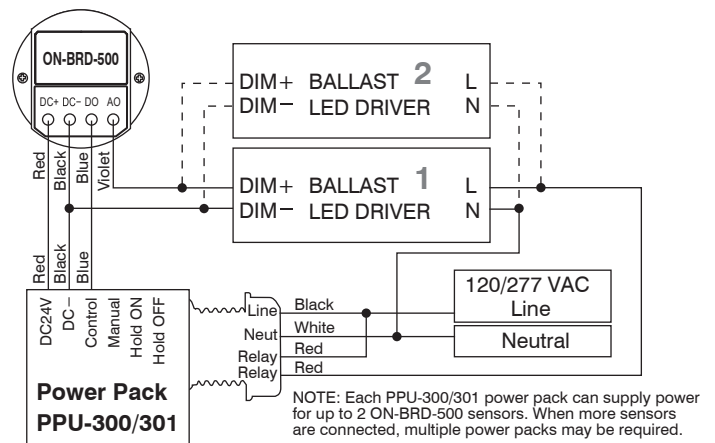 ON-BRD-500
DC+ DC− DO AO
Red
Black
Blue
Violet
Red
Black
Blue
DIM+ BALLAST 2 L
DIM− LED DRIVER N
DIM+ BALLAST 1 L
DIM− LED DRIVER N
DC24V
DC−
Control
Manual
Hold ON
Hold OFF
Power Pack
PPU-300/301
Line
Neut
Relay
Relay
Black
White
Red
Red
120/277 VAC
Line
Neutral
NOTE: Each PPU-300/301 power pack can supply power
for up to 2 ON-BRD-500 sensors. When more sensors
are connected, multiple power packs may be required.